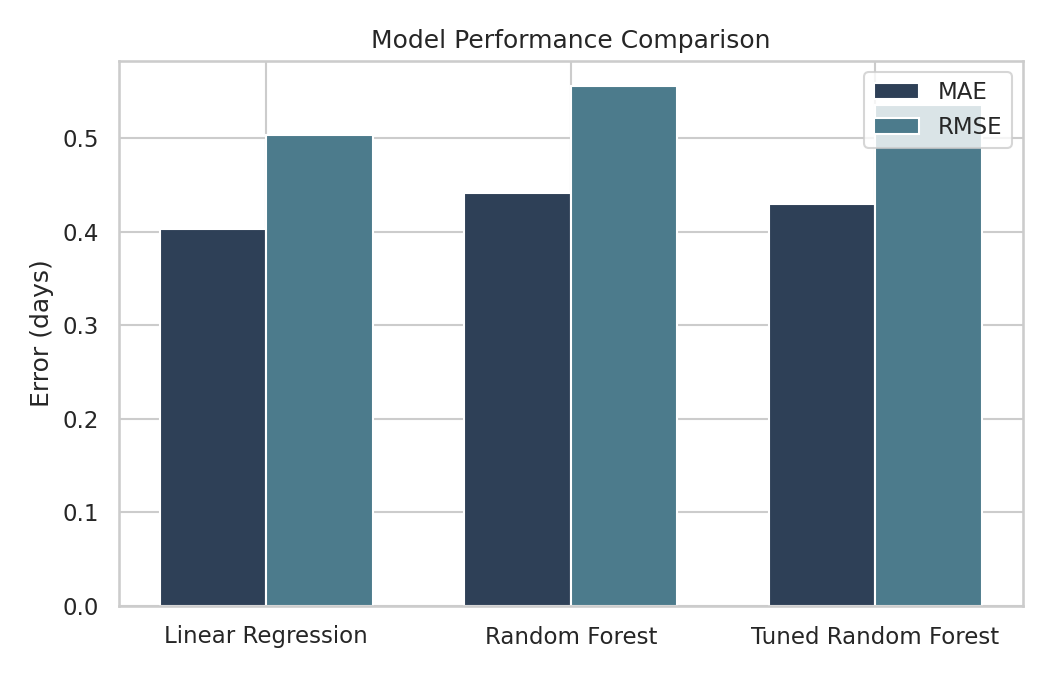 Model Performance Comparison
MAE
RMSE
Error (days)
0.5
0.4
0.3
0.2
0.1
0.0
Linear Regression
Random Forest
Tuned Random Forest